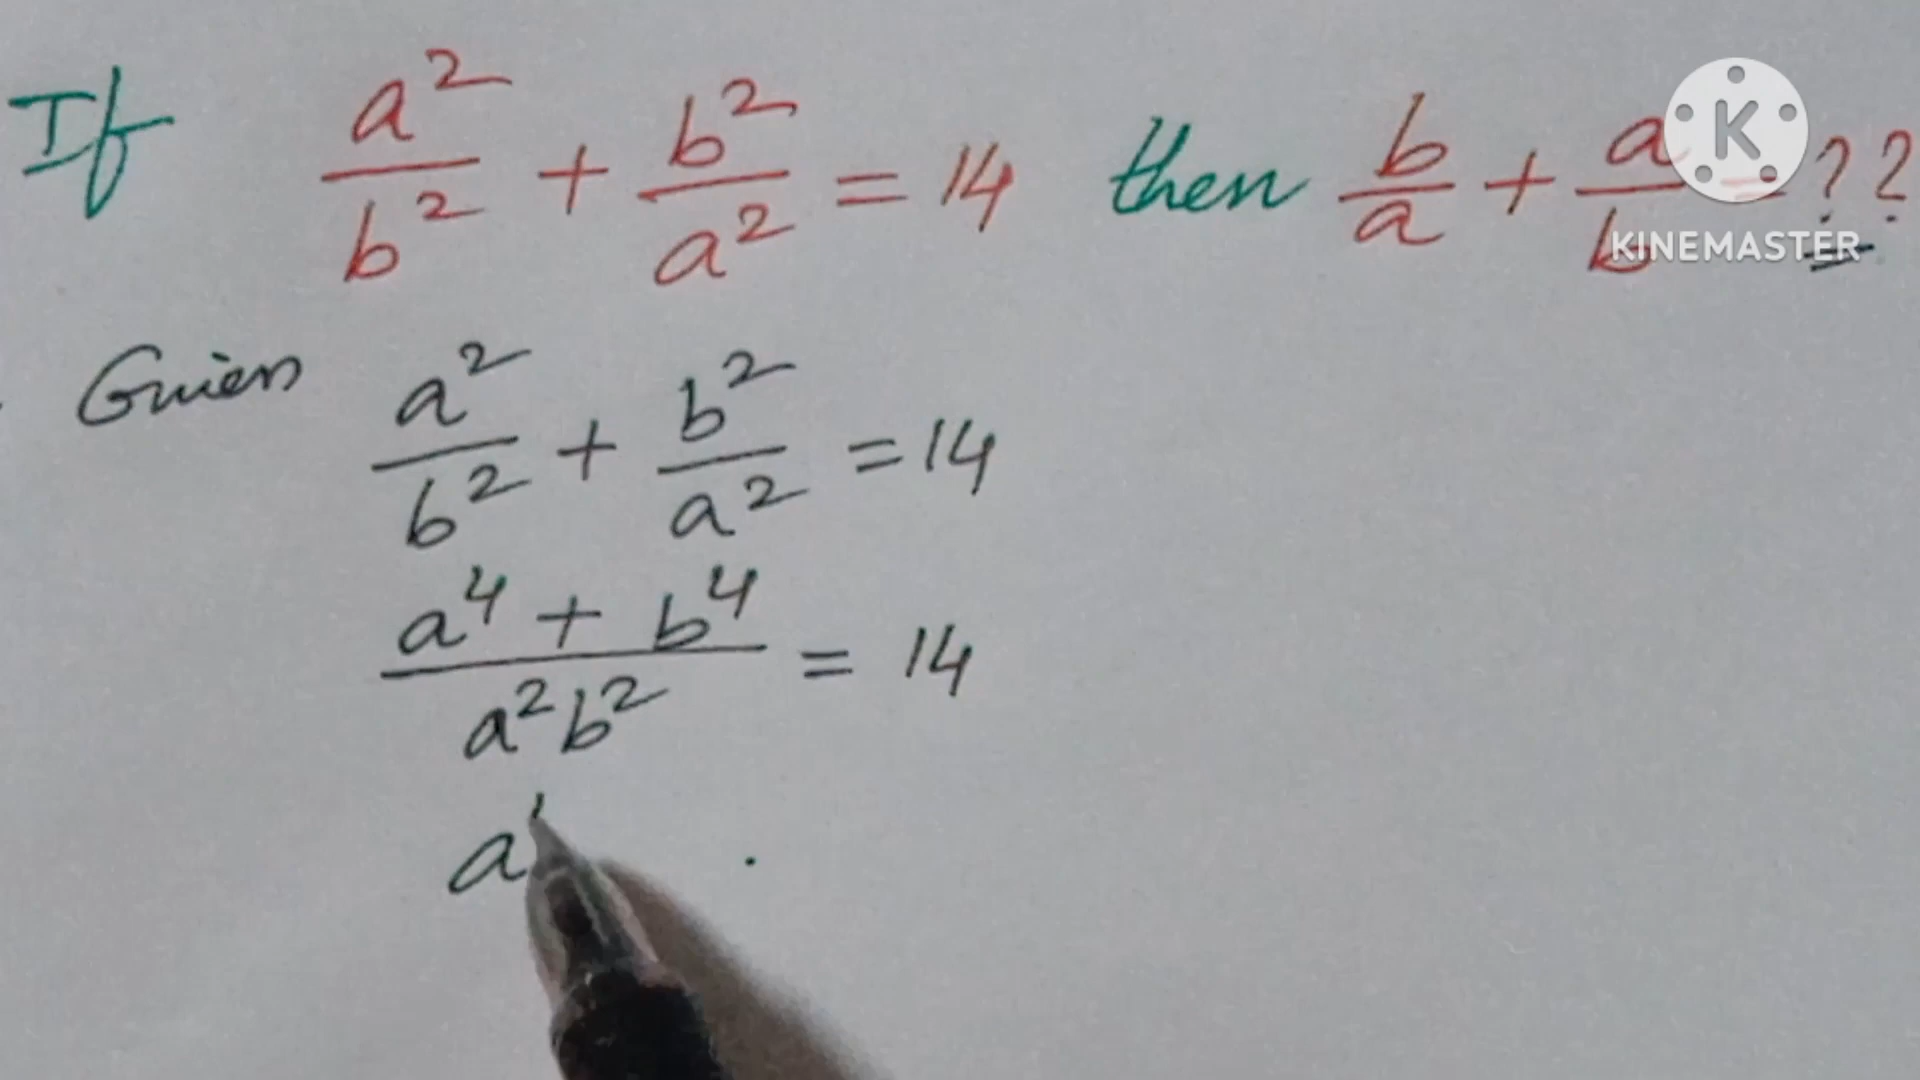 If a²/b² + b²/a² = 14 then b/a + a/b = ??
K
KINEMASTER
Given a²/b² + b²/a² = 14
a⁴ + b⁴/a²b² = 14
a